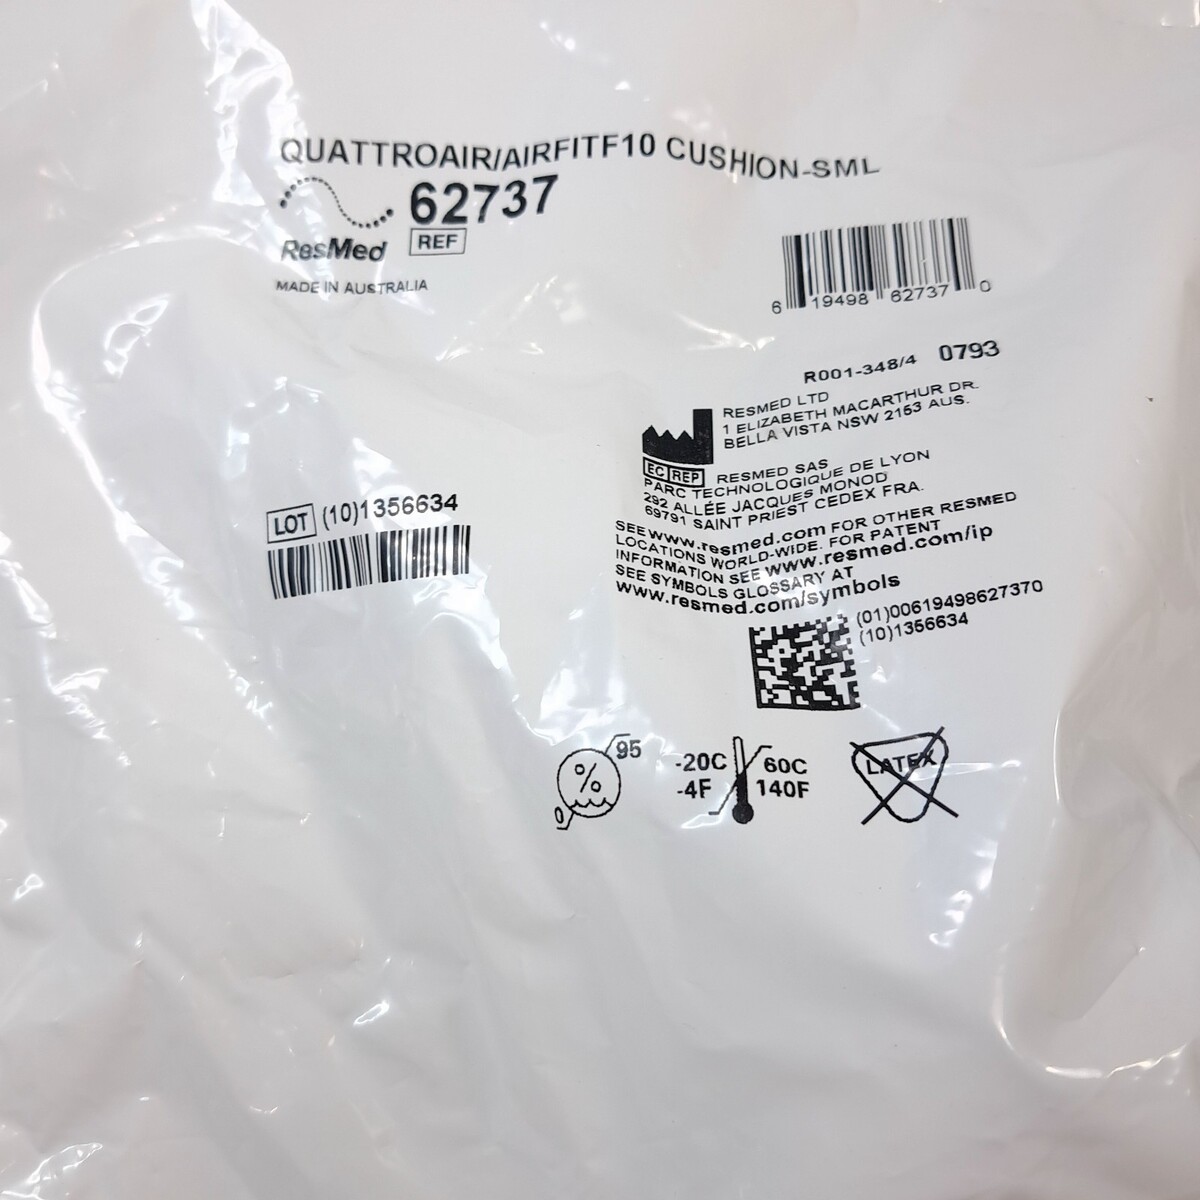 QUATTROAIR/AIRFITF10 CUSHION-SML
62737
ResMed
REF
MADE IN AUSTRALIA
6 19498 62737 0
R001-348/4 0793
RESMED LTD
1 ELIZABETH MACARTHUR DR.
BELLA VISTA NSW 2153 AUS.
EC REP RESMED SAS
PARC TECHNOLOGIQUE DE LYON
292 ALLÉE JACQUES MONOD
69791 SAINT PRIEST CEDEX FRA.
LOT (10)1356634
SEE www.resmed.com FOR OTHER RESMED
LOCATIONS WORLD-WIDE. FOR PATENT
INFORMATION SEE www.resmed.com/ip
SEE SYMBOLS GLOSSARY AT
www.resmed.com/symbols
(01)00619498627370
(10)1356634
95
%
0
-20C 60C
-4F 140F
LATEX